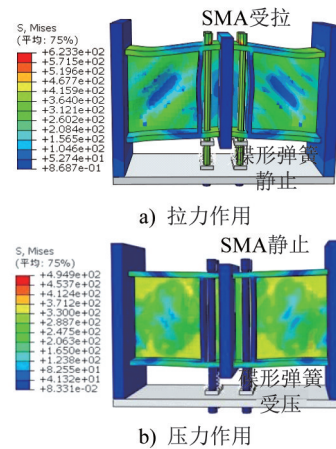 SMA受拉
S, Mises
(平均: 75%)
+6.233e+02
+5.715e+02
+5.196e+02
+4.677e+02
+4.159e+02
+3.640e+02
+3.121e+02
+2.602e+02
+2.084e+02
+1.565e+02
+1.046e+02
+5.274e+01
+8.687e-01
碟形弹簧
静止
a) 拉力作用
SMA静止
S, Mises
(平均: 75%)
+4.949e+02
+4.537e+02
+4.124e+02
+3.712e+02
+3.300e+02
+2.887e+02
+2.475e+02
+2.063e+02
+1.650e+02
+1.238e+02
+8.255e+01
+4.132e+01
+8.331e-02
碟形弹簧
受压
b) 压力作用